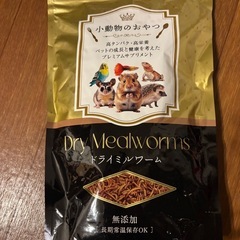 小動物のおやつ
高タンパク・高栄養
ペットの成長と健康を考えた
プレミアムサプリメント
Dry Mealworms
ドライミルワーム
無添加
[長期常温保存OK]